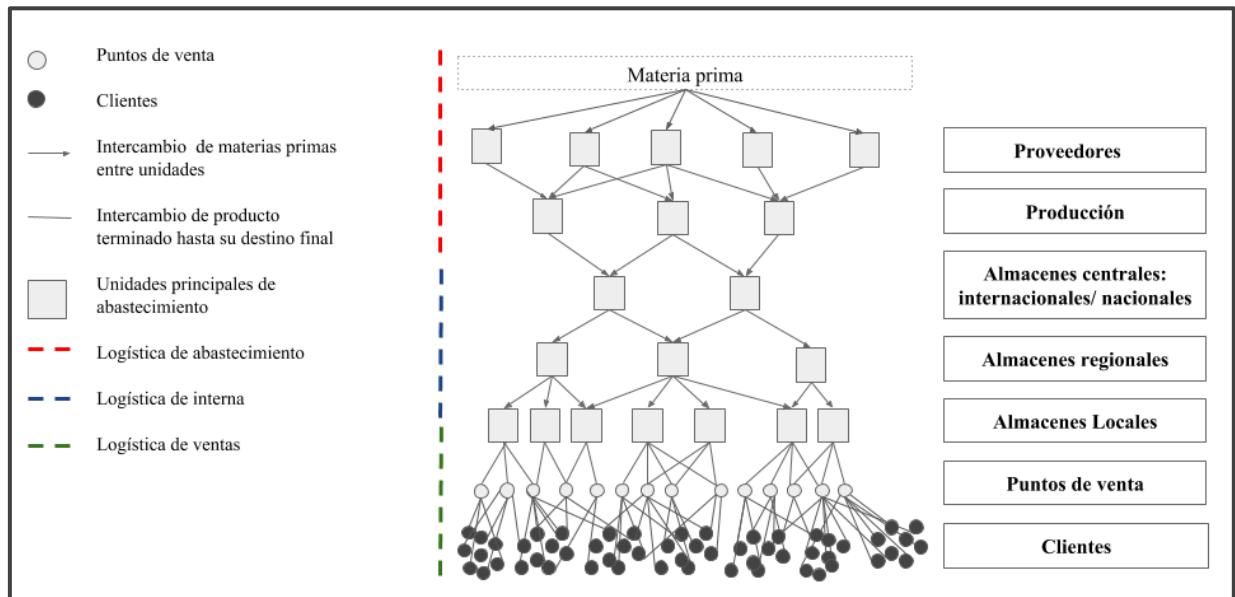 Puntos de venta
Clientes
Intercambio de materias primas
entre unidades
Intercambio de producto
terminado hasta su destino final
Unidades principales de
abastecimiento
Logística de abastecimiento
Logística de interna
Logística de ventas
Materia prima
Proveedores
Producción
Almacenes centrales:
internacionales/ nacionales
Almacenes regionales
Almacenes Locales
Puntos de venta
Clientes